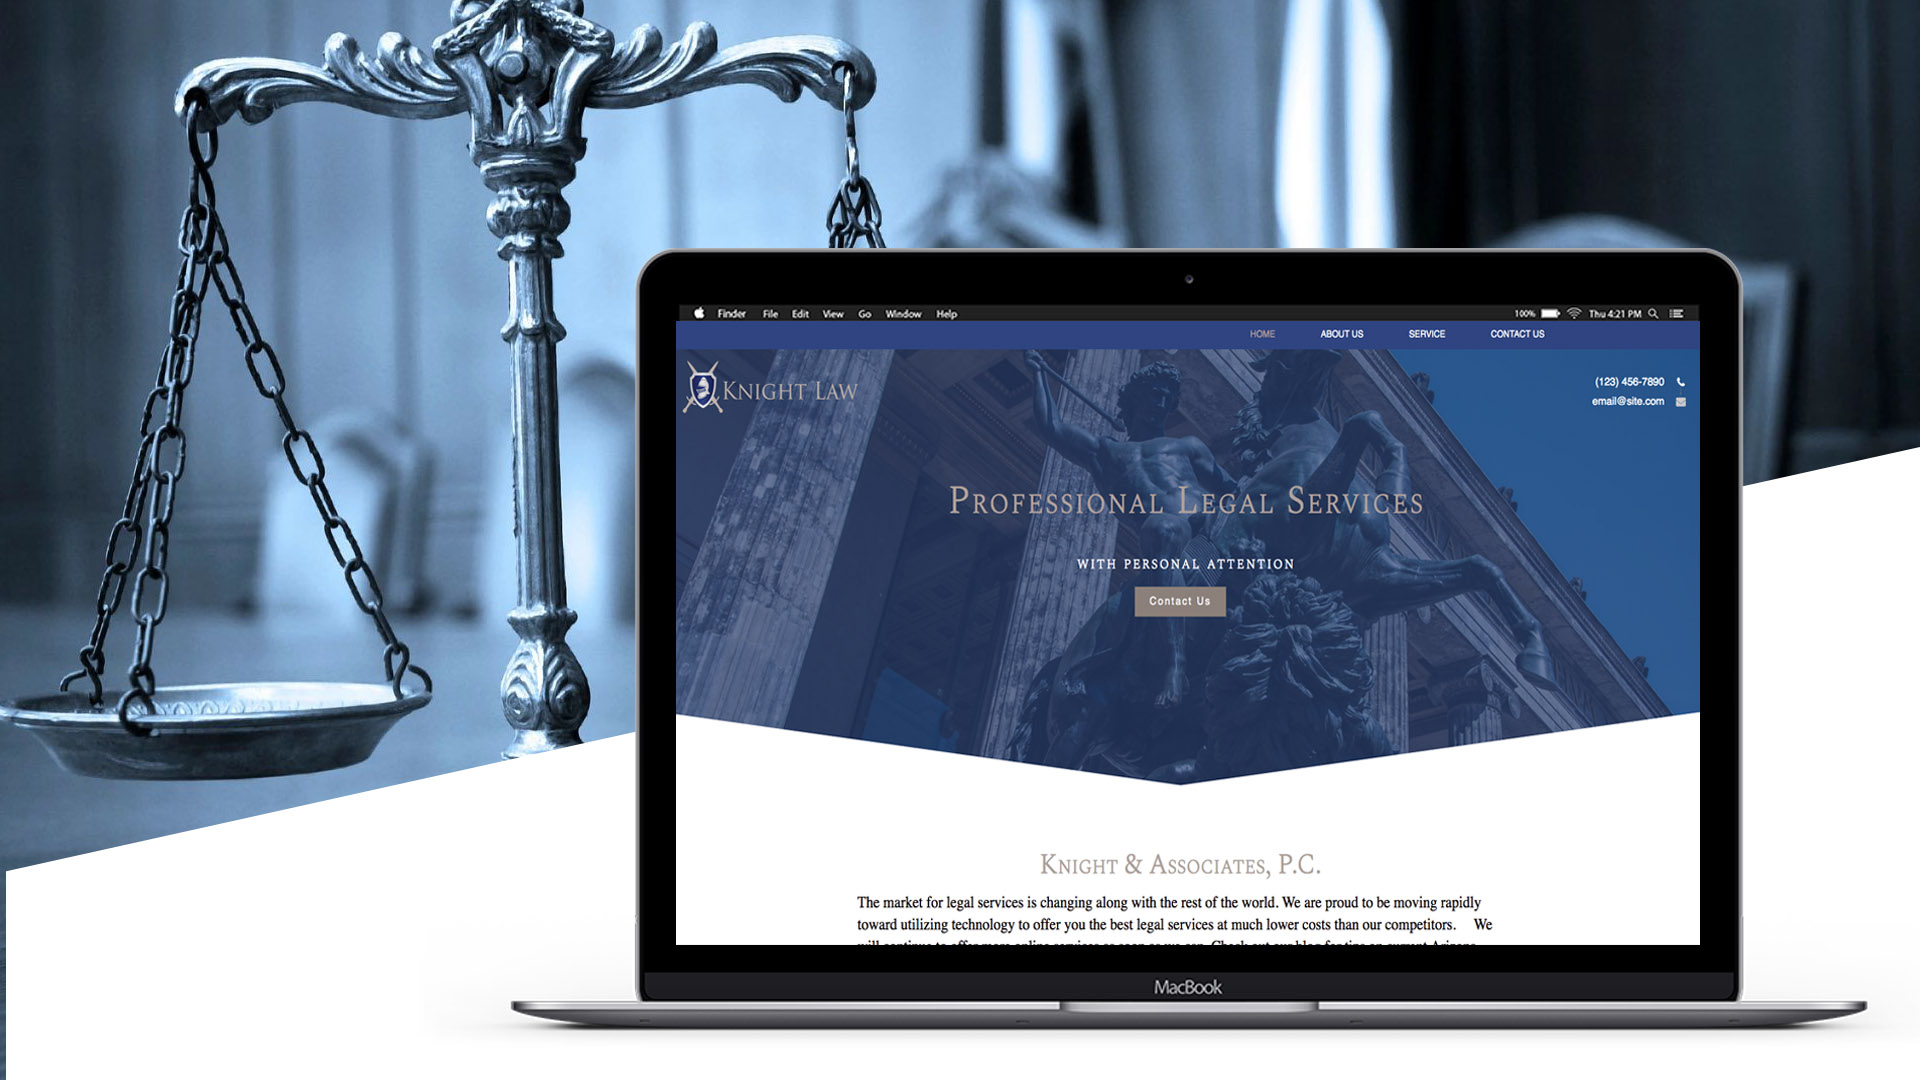 Finder File Edit View Go Window Help 100% Thu 4:21 PM
HOME ABOUT US SERVICE CONTACT US
KNIGHT LAW
(123) 456-7890
email@site.com
PROFESSIONAL LEGAL SERVICES
WITH PERSONAL ATTENTION
Contact Us
KNIGHT & ASSOCIATES, P.C.
The market for legal services is changing along with the rest of the world. We are proud to be moving rapidly
toward utilizing technology to offer you the best legal services at much lower costs than our competitors. We
MacBook